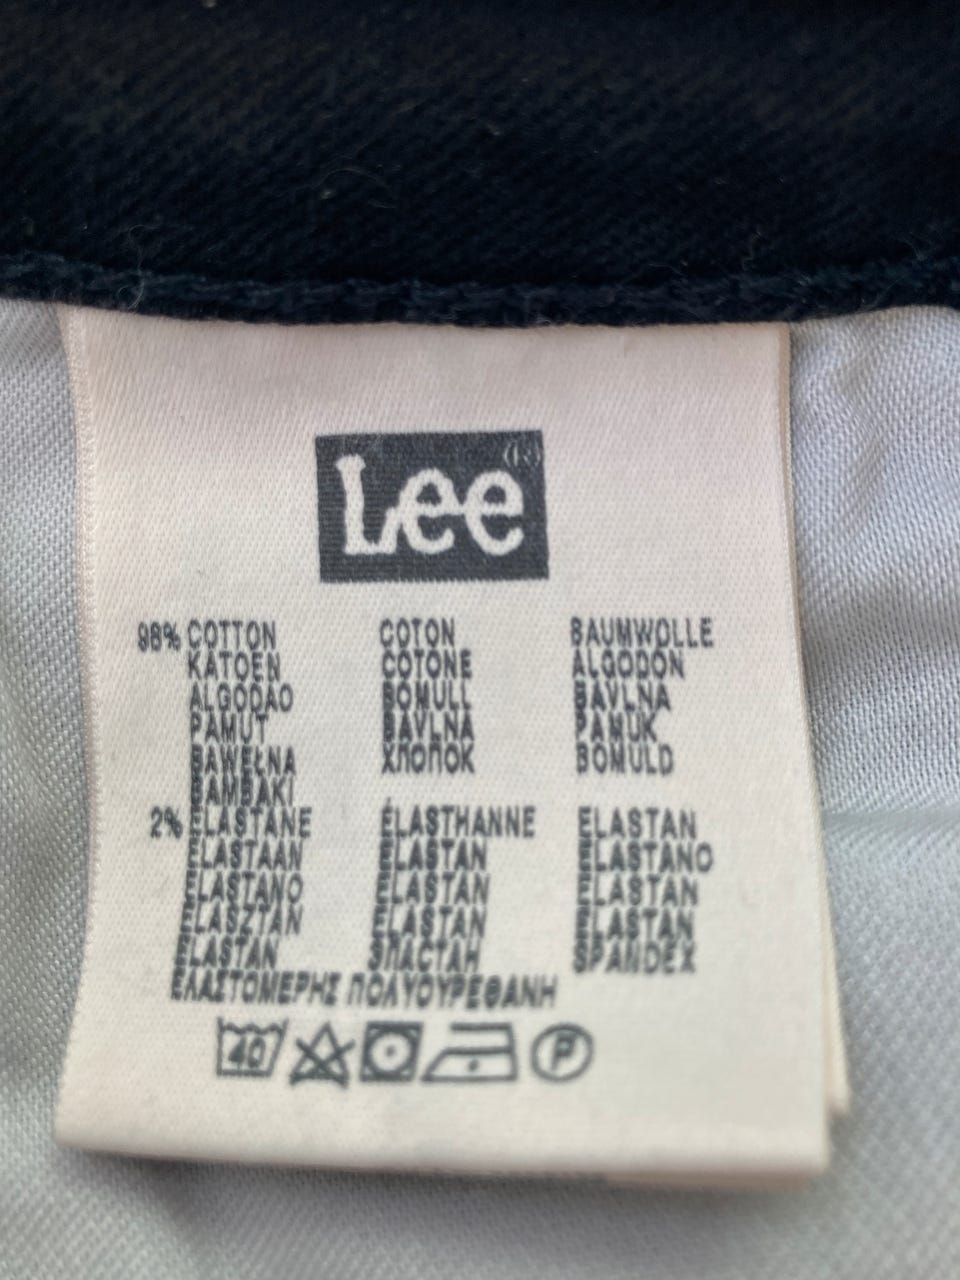 Lee
98% COTTON COTON BAUMWOLLE
KATOEN COTONE ALGODON
ALGODAO BOMULL BAVLNA
PAMUT BAVLNA PAMUK
BAWEŁNA ХЛОПОК BOMULD
BAMBAKI
2% ELASTANE ÉLASTHANNE ELASTAN
ELASTAAN ELASTAN ELASTANO
ELASTANO ELASTAN ELASTAN
ELASZTÁN ELASTAN ELASTAN
ELASTAN ЭЛАСТАН SPANDEX
ΕΛΑΣΤΟΜΕΡΗΣ ΠΟΛΥΟΥΡΕΘΑΝΗ
40 P